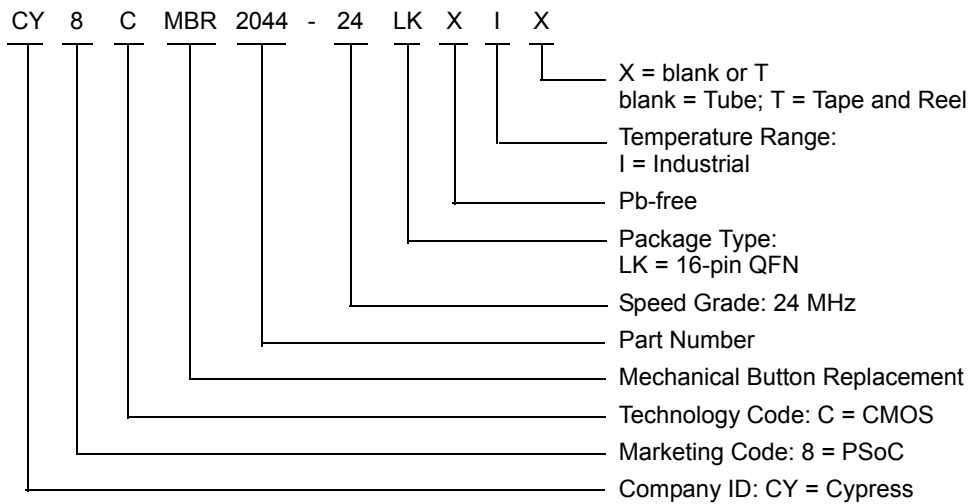 CY 8 C MBR 2044 - 24 LK X I X
X = blank or T
blank = Tube; T = Tape and Reel
Temperature Range:
I = Industrial
Pb-free
Package Type:
LK = 16-pin QFN
Speed Grade: 24 MHz
Part Number
Mechanical Button Replacement
Technology Code: C = CMOS
Marketing Code: 8 = PSoC
Company ID: CY = Cypress